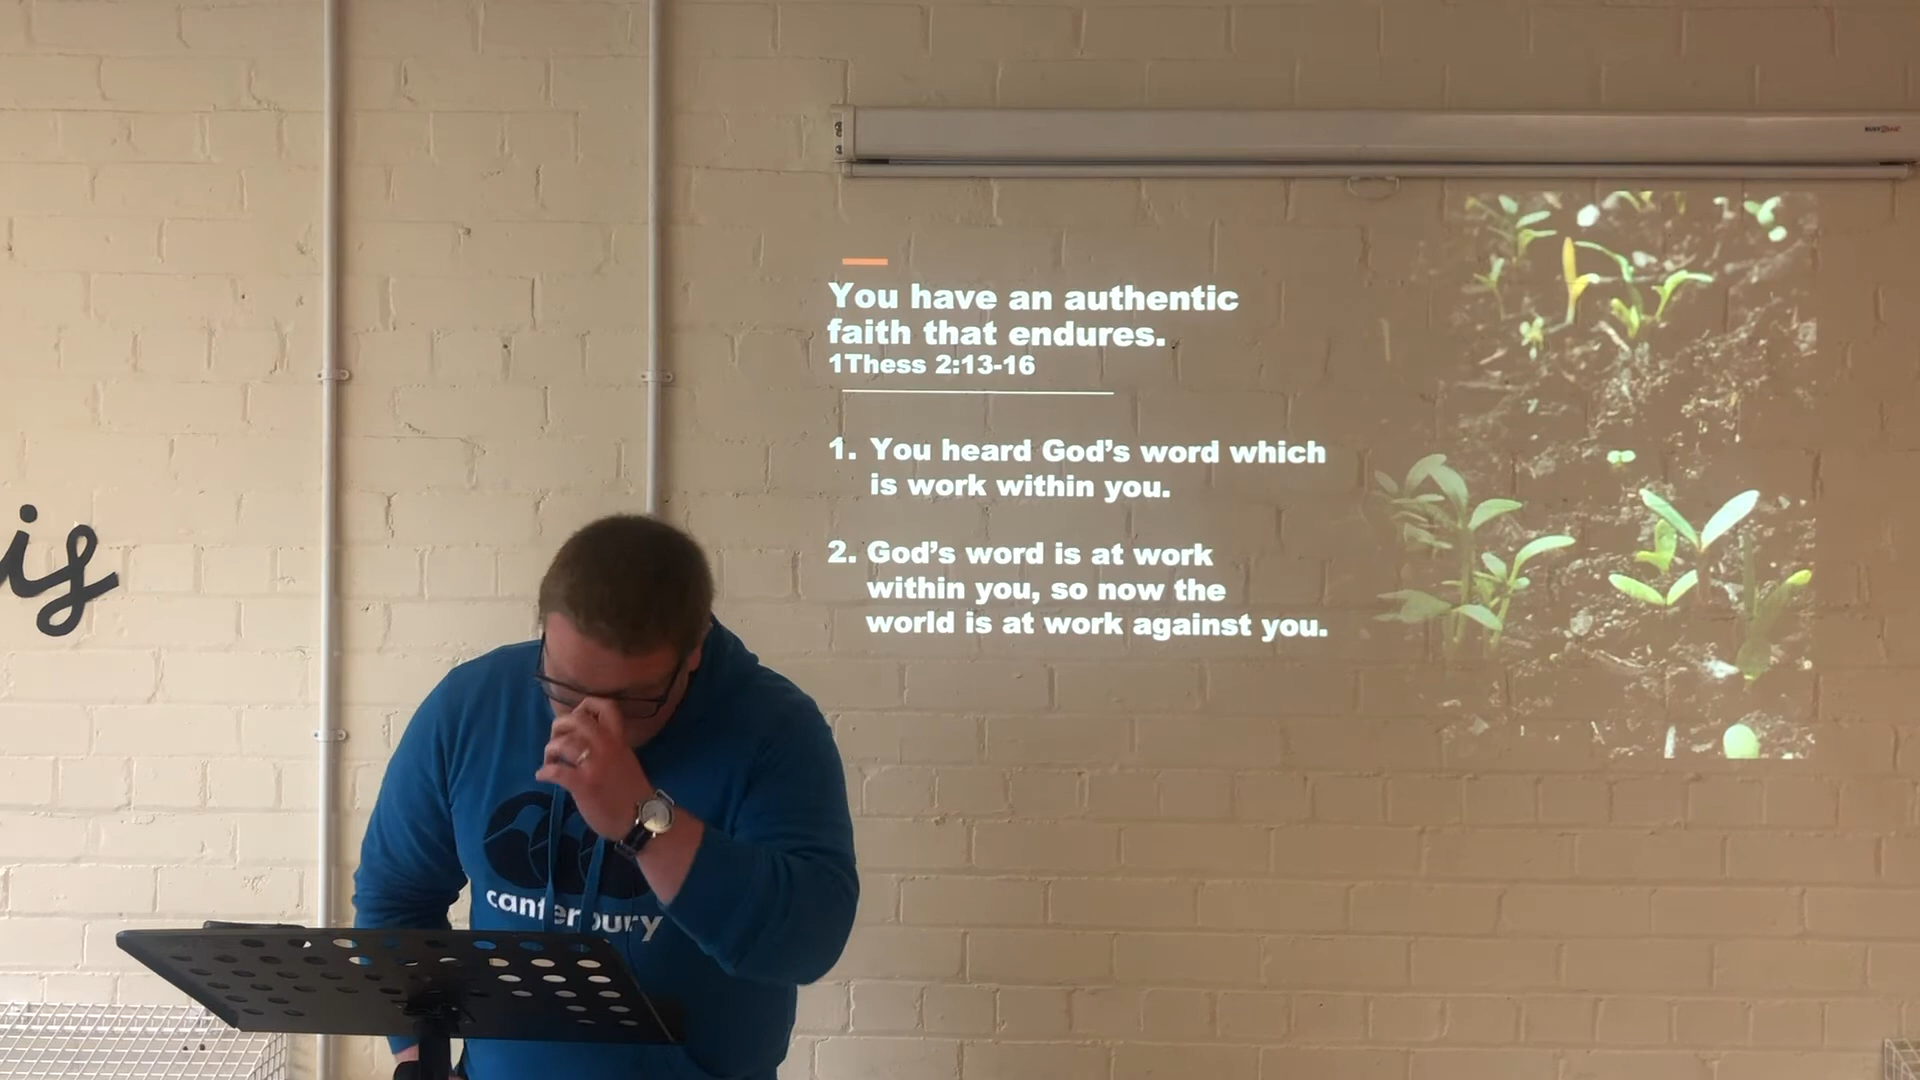 You have an authentic
faith that endures.
1Thess 2:13-16
1. You heard God's word which
is work within you.
2. God's word is at work
within you, so now the
world is at work against you.
is
canterbury